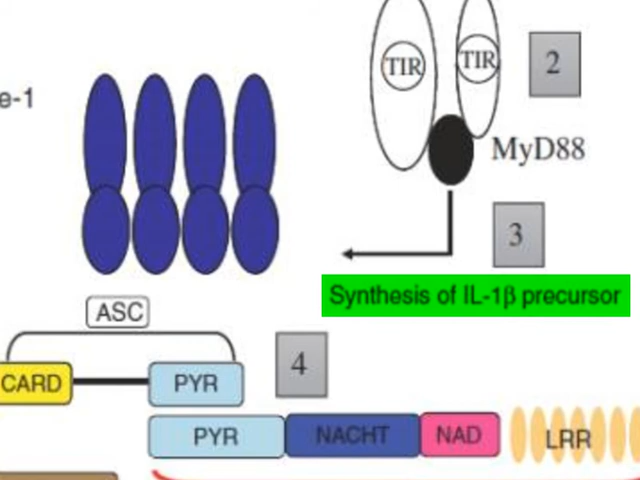 TIR
TIR
2
e-1
MyD88
3
Synthesis of IL-1β precursor
ASC
4
CARD
PYR
PYR
NACHT
NAD
LRR